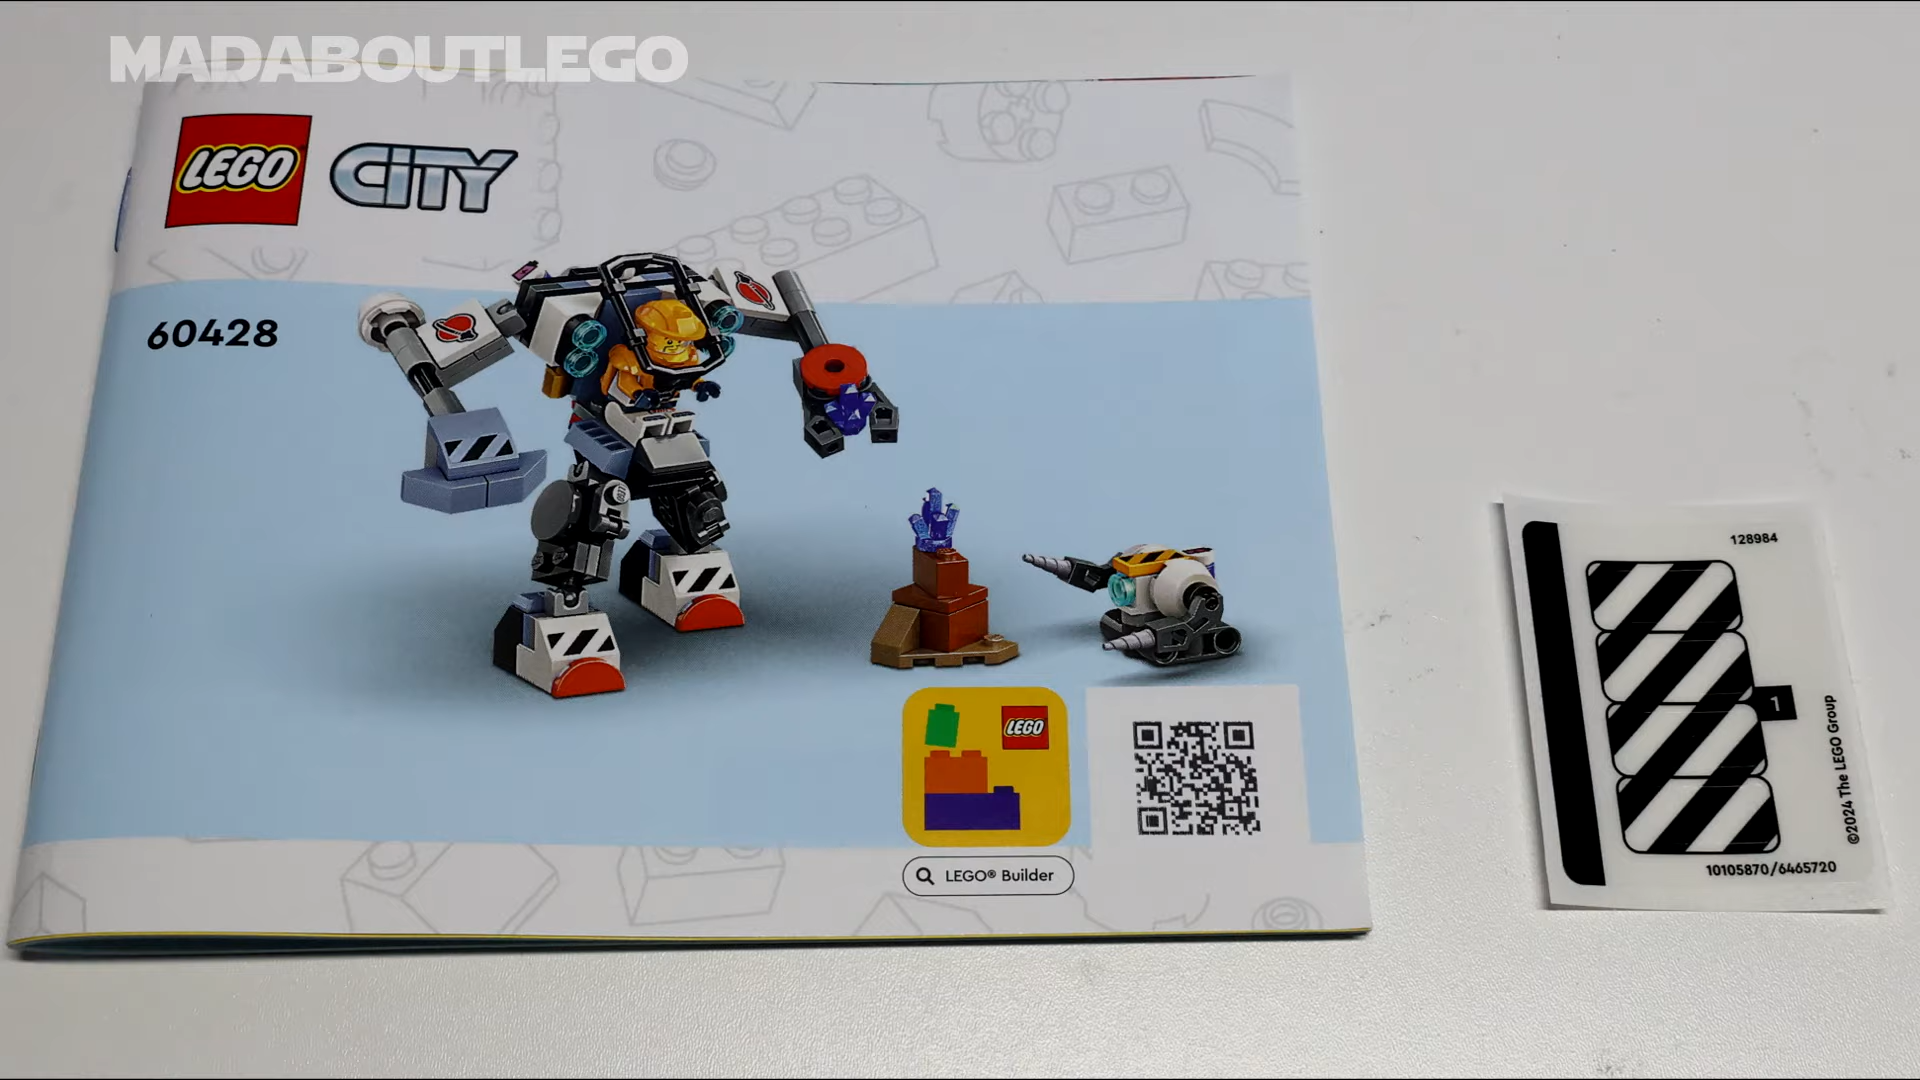 MADABOUTLEGO
LEGO CITY
60428
LEGO
LEGO® Builder
128984
1
©2024 The LEGO Group
10105870/6465720